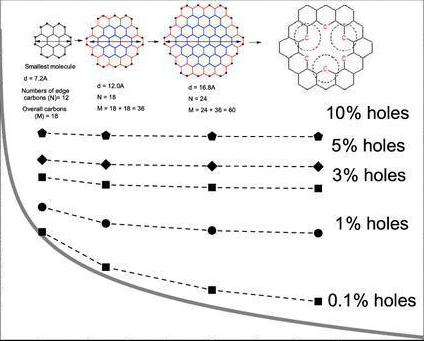 Smallest molecule
d = 7.2A
Numbers of edge
carbons (N)= 12
Overall carbons
(M) = 18
d = 12.0A
N = 18
M = 18 + 18 = 36
d = 16.8A
N = 24
M = 24 + 36 = 60
10% holes
5% holes
3% holes
1% holes
0.1% holes